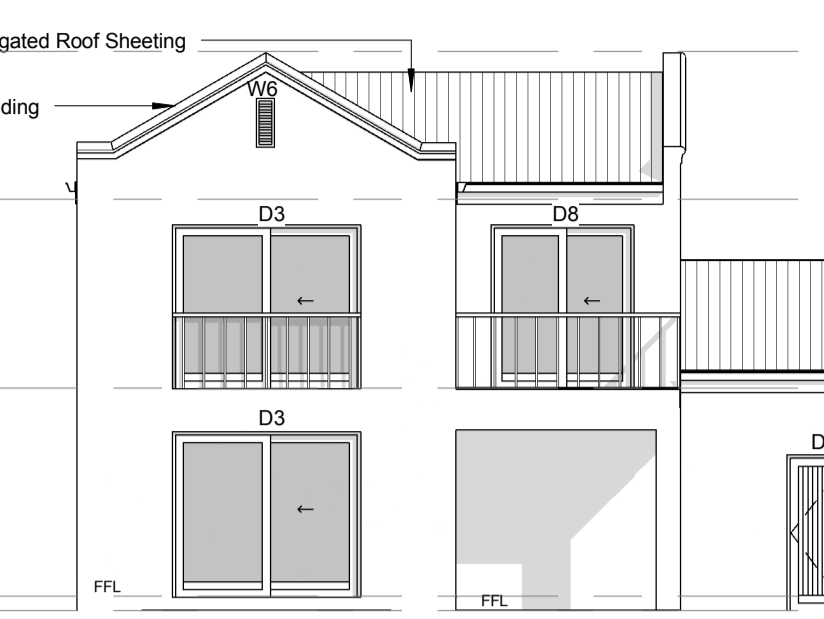 gated Roof Sheeting
W6
ding
D3
D8
D3
D
FFL
FFL